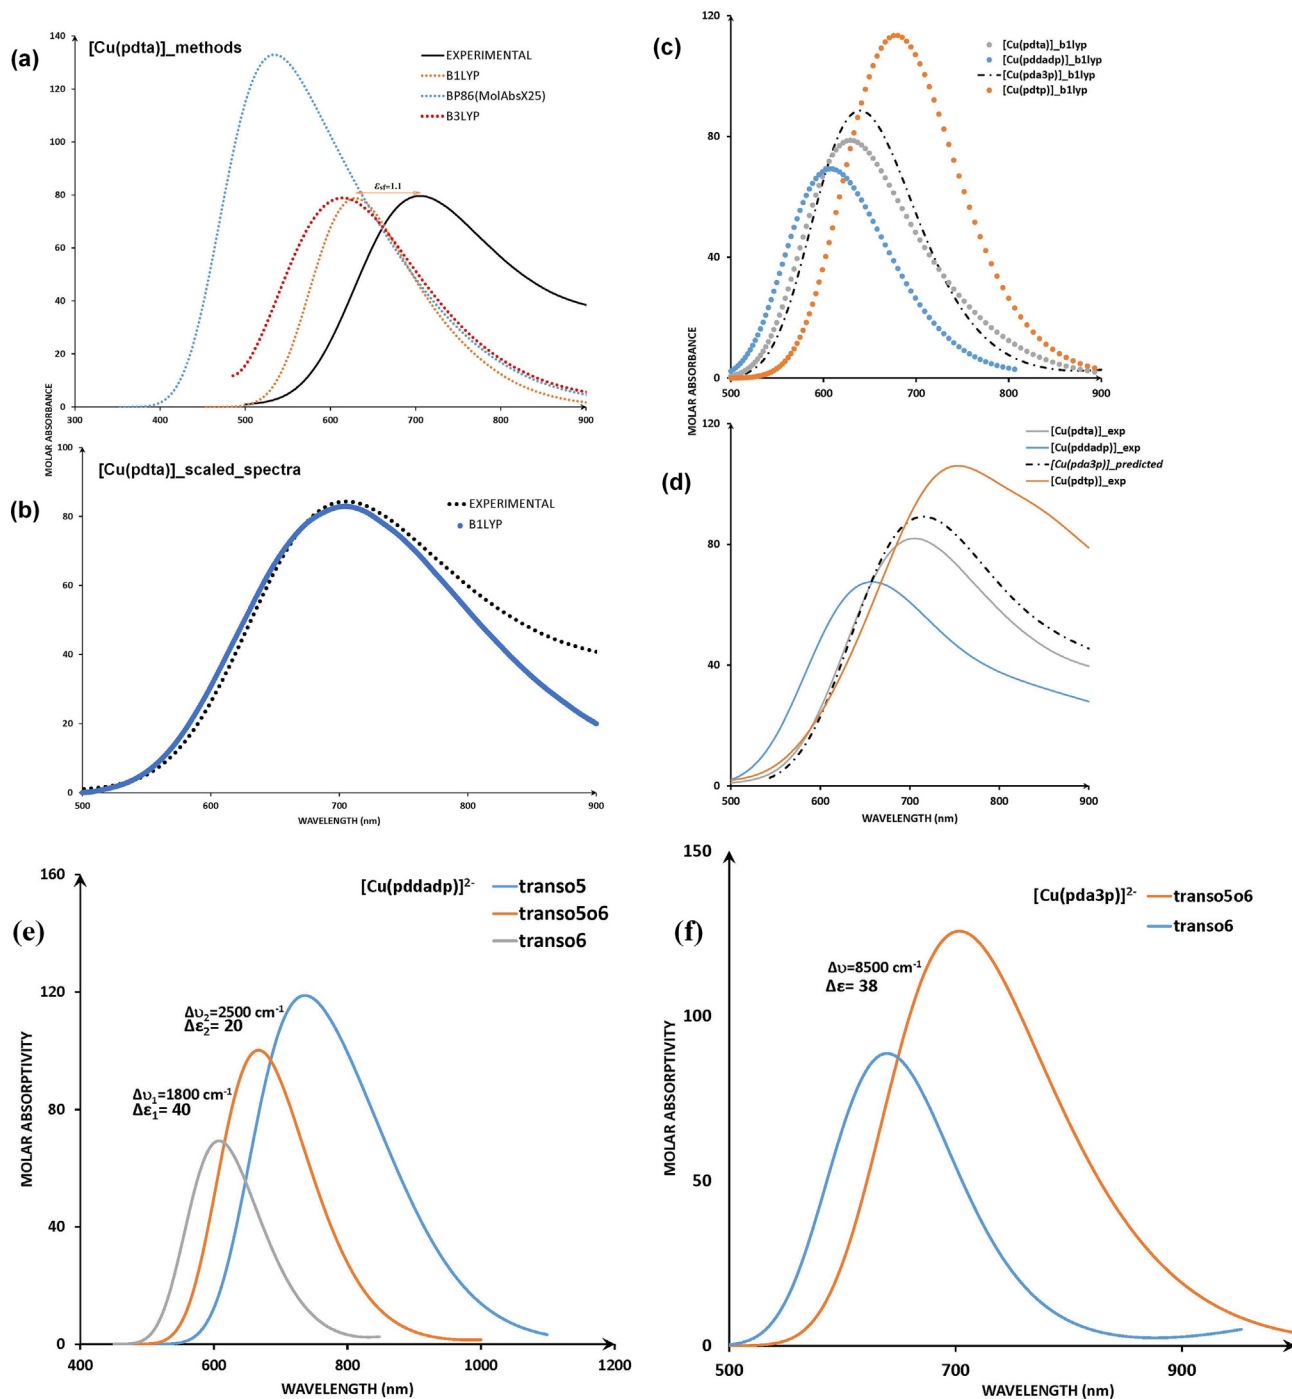 (a)
[Cu(pdta)]_methods
EXPERIMENTAL
B1LYP
BP86(MolAbsX25)
B3LYP
εsf=1.1
140
120
100
80
60
40
20
0
300
400
500
600
700
800
900
MOLAR ABSORBANCE
(b)
[Cu(pdta)]_scaled_spectra
EXPERIMENTAL
B1LYP
100
80
60
40
20
0
500
600
700
800
900
WAVELENGTH (nm)
(c)
[Cu(pdta)]_b1lyp
[Cu(pddadp)]_b1lyp
[Cu(pda3p)]_b1lyp
[Cu(pdtp)]_b1lyp
120
80
40
0
500
600
700
800
900
MOLAR ABSORBANCE
(d)
[Cu(pdta)]_exp
[Cu(pddadp)]_exp
[Cu(pda3p)]_predicted
[Cu(pdtp)]_exp
120
80
40
0
500
600
700
800
900
WAVELENGTH (nm)
(e)
[Cu(pddadp)]²⁻
transo5
transo5o6
transo6
Δυ₂=2500 cm⁻¹
Δε₂= 20
Δυ₁=1800 cm⁻¹
Δε₁= 40
160
120
80
40
0
400
600
800
1000
1200
MOLAR ABSORPTIVITY
WAVELENGTH (nm)
(f)
[Cu(pda3p)]²⁻
transo5o6
transo6
Δυ=8500 cm⁻¹
Δε= 38
150
100
50
0
500
700
900
MOLAR ABSORPTIVITY
WAVELENGTH (nm)